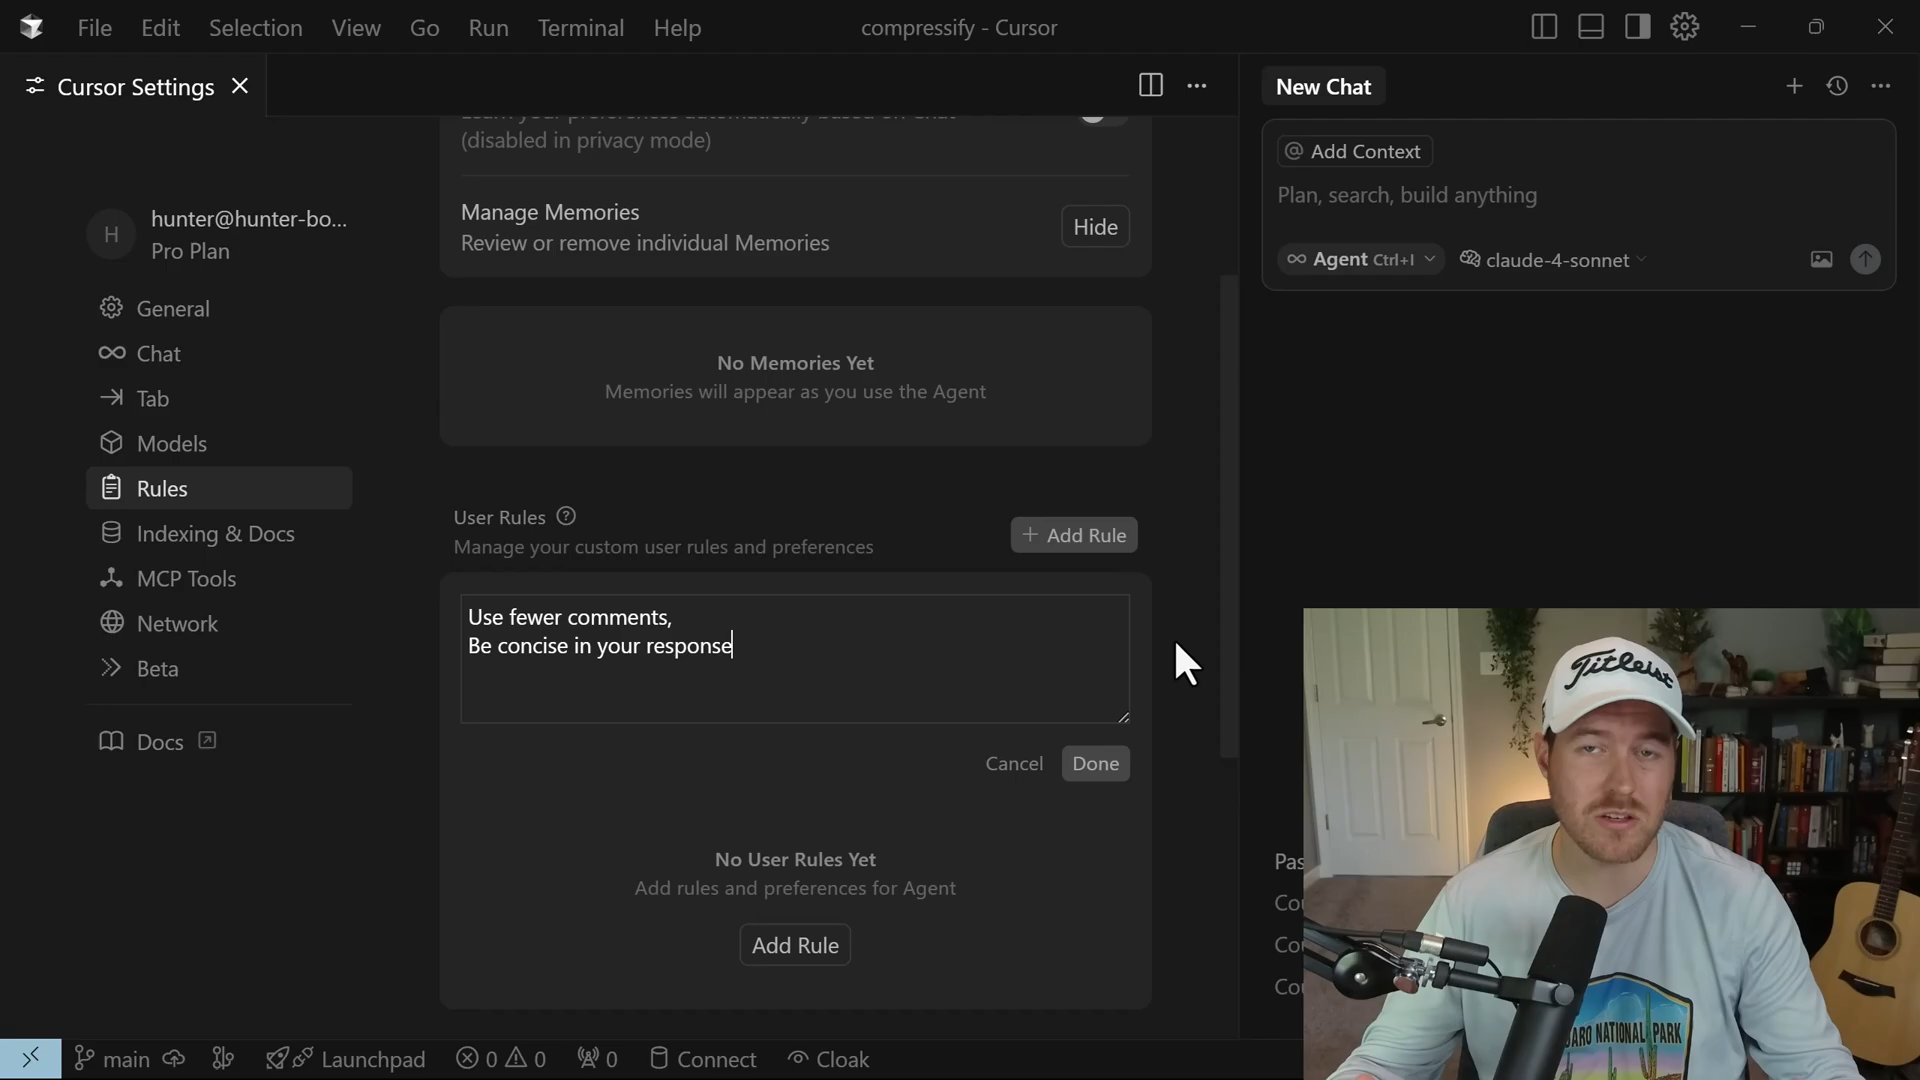 File Edit Selection View Go Run Terminal Help
compressify - Cursor
Cursor Settings
(disabled in privacy mode)
Manage Memories
Review or remove individual Memories
Hide
No Memories Yet
Memories will appear as you use the Agent
User Rules
Manage your custom user rules and preferences
+ Add Rule
Use fewer comments,
Be concise in your response
Cancel Done
No User Rules Yet
Add rules and preferences for Agent
Add Rule
H
hunter@hunter-bo...
Pro Plan
General
Chat
Tab
Models
Rules
Indexing & Docs
MCP Tools
Network
Beta
Docs
New Chat
@ Add Context
Plan, search, build anything
Agent Ctrl+I claude-4-sonnet
Pas
Titleist
NATIONAL PARK
main Launchpad 0 0 0 Connect Cloak